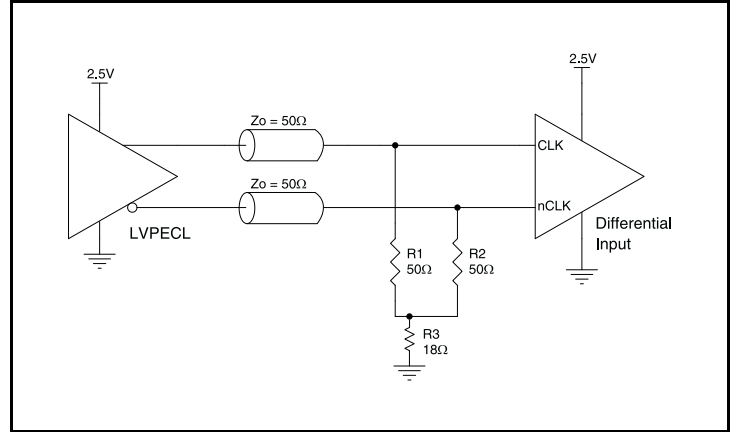 2.5V
2.5V
Zo = 50Ω
CLK
Zo = 50Ω
nCLK
LVPECL
Differential
Input
R1
50Ω
R2
50Ω
R3
18Ω